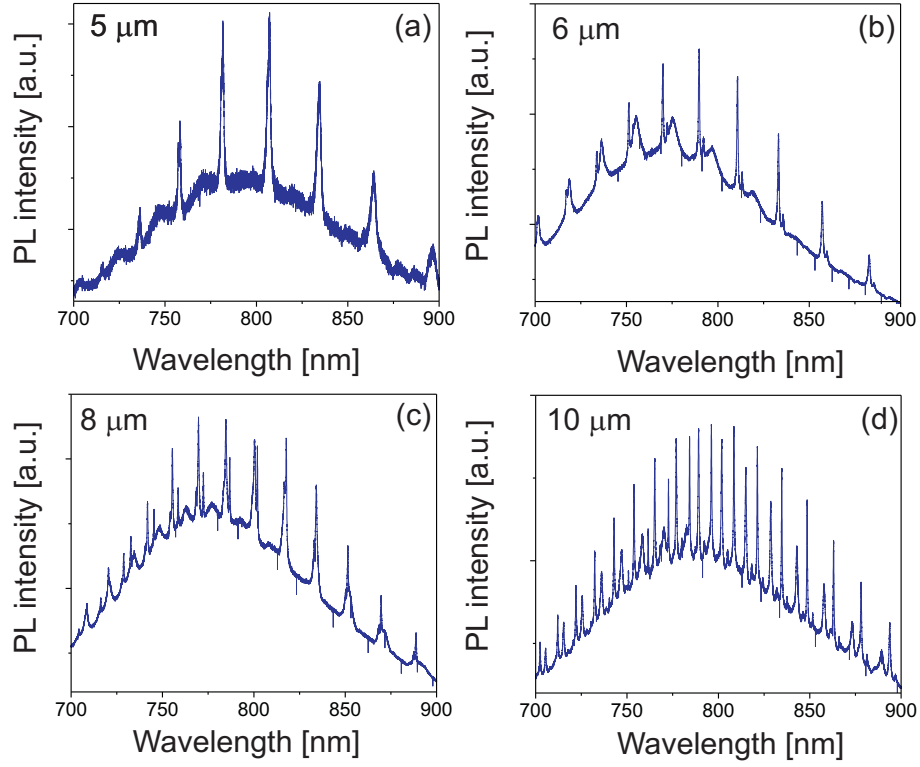 5 μm (a)
PL intensity [a.u.]
700 750 800 850 900
Wavelength [nm]
6 μm (b)
PL intensity [a.u.]
700 750 800 850 900
Wavelength [nm]
8 μm (c)
PL intensity [a.u.]
700 750 800 850 900
Wavelength [nm]
10 μm (d)
PL intensity [a.u.]
700 750 800 850 900
Wavelength [nm]